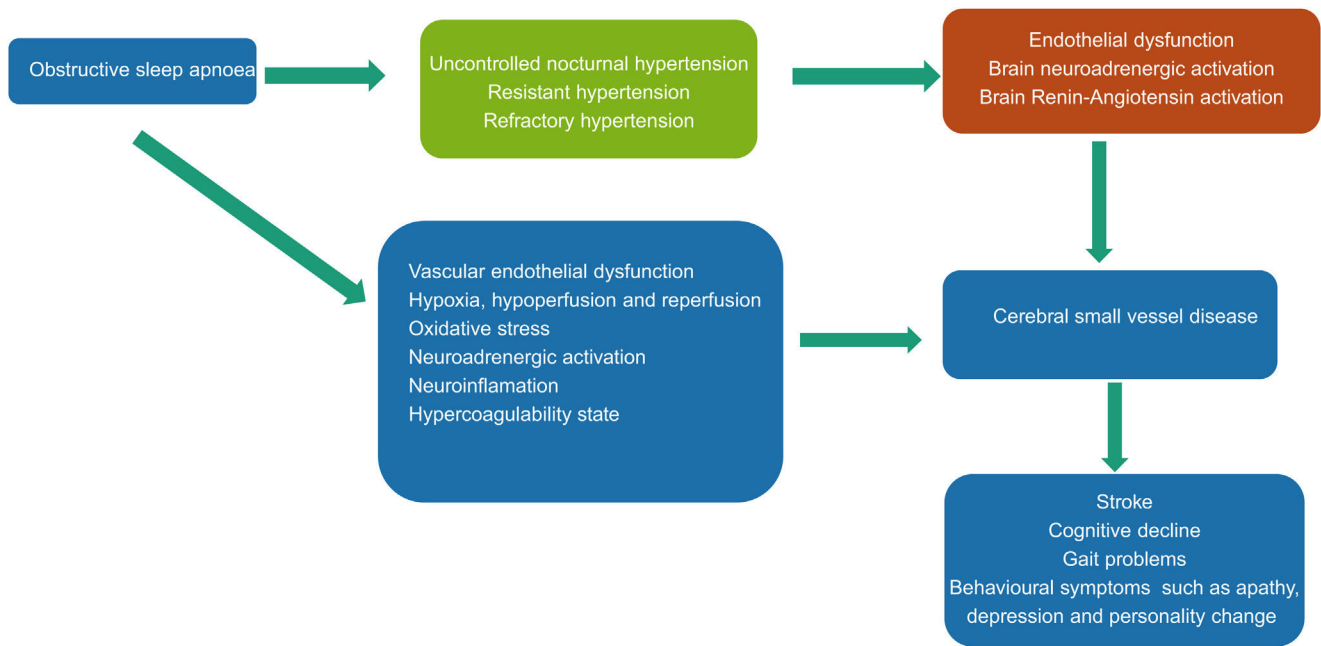 Obstructive sleep apnoea
Uncontrolled nocturnal hypertension
Resistant hypertension
Refractory hypertension
Endothelial dysfunction
Brain neuroadrenergic activation
Brain Renin-Angiotensin activation
Vascular endothelial dysfunction
Hypoxia, hypoperfusion and reperfusion
Oxidative stress
Neuroadrenergic activation
Neuroinflamation
Hypercoagulability state
Cerebral small vessel disease
Stroke
Cognitive decline
Gait problems
Behavioural symptoms such as apathy,
depression and personality change